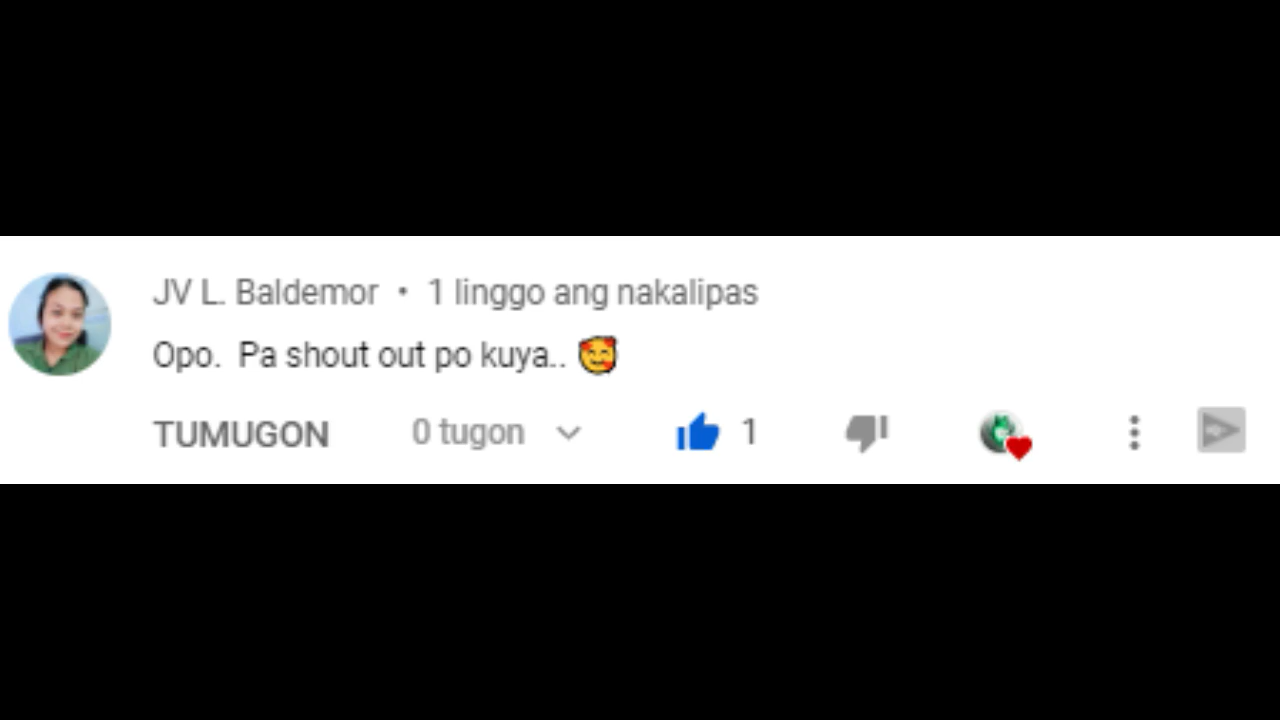 JV L. Baldemor • 1 linggo ang nakalipas
Opo.  Pa shout out po kuya.. 🥰
TUMUGON 0 tugon 1